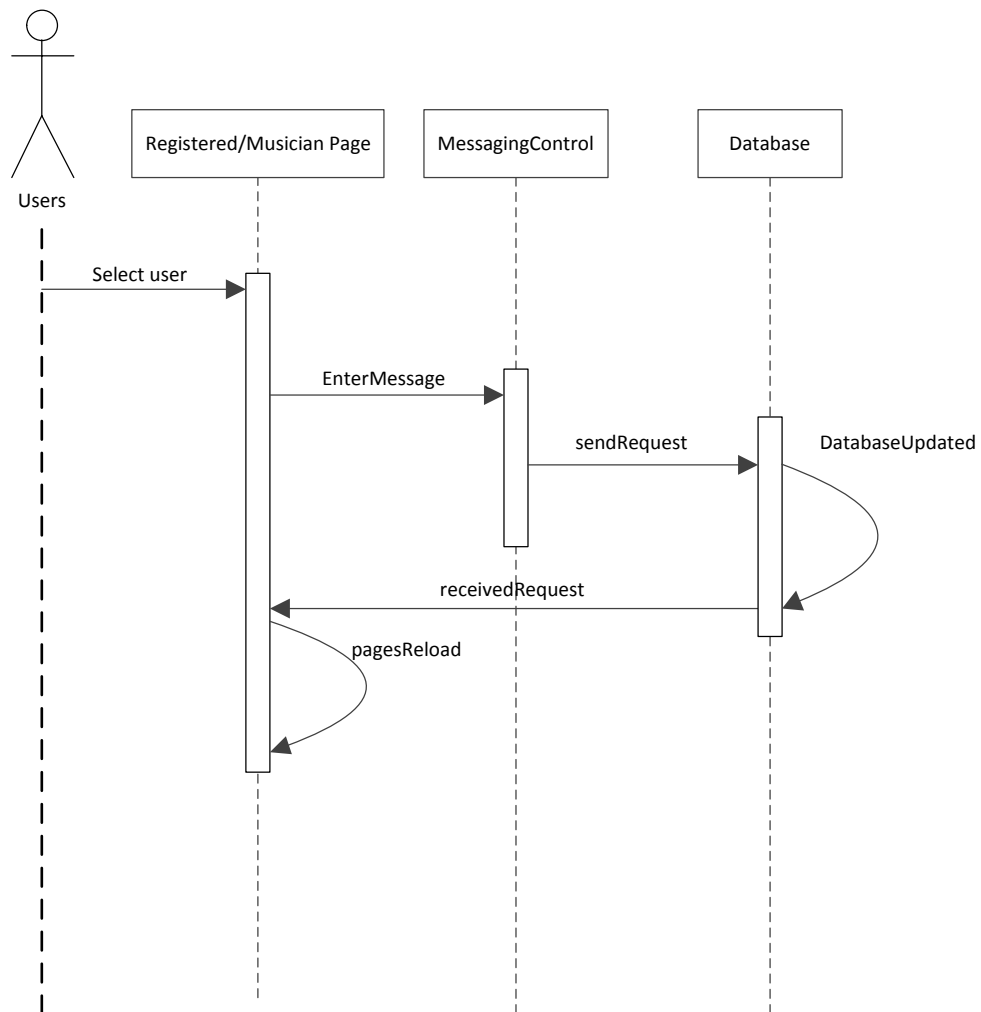 Registered/Musician Page
MessagingControl
Database
Users
Select user
EnterMessage
sendRequest
DatabaseUpdated
receivedRequest
pagesReload